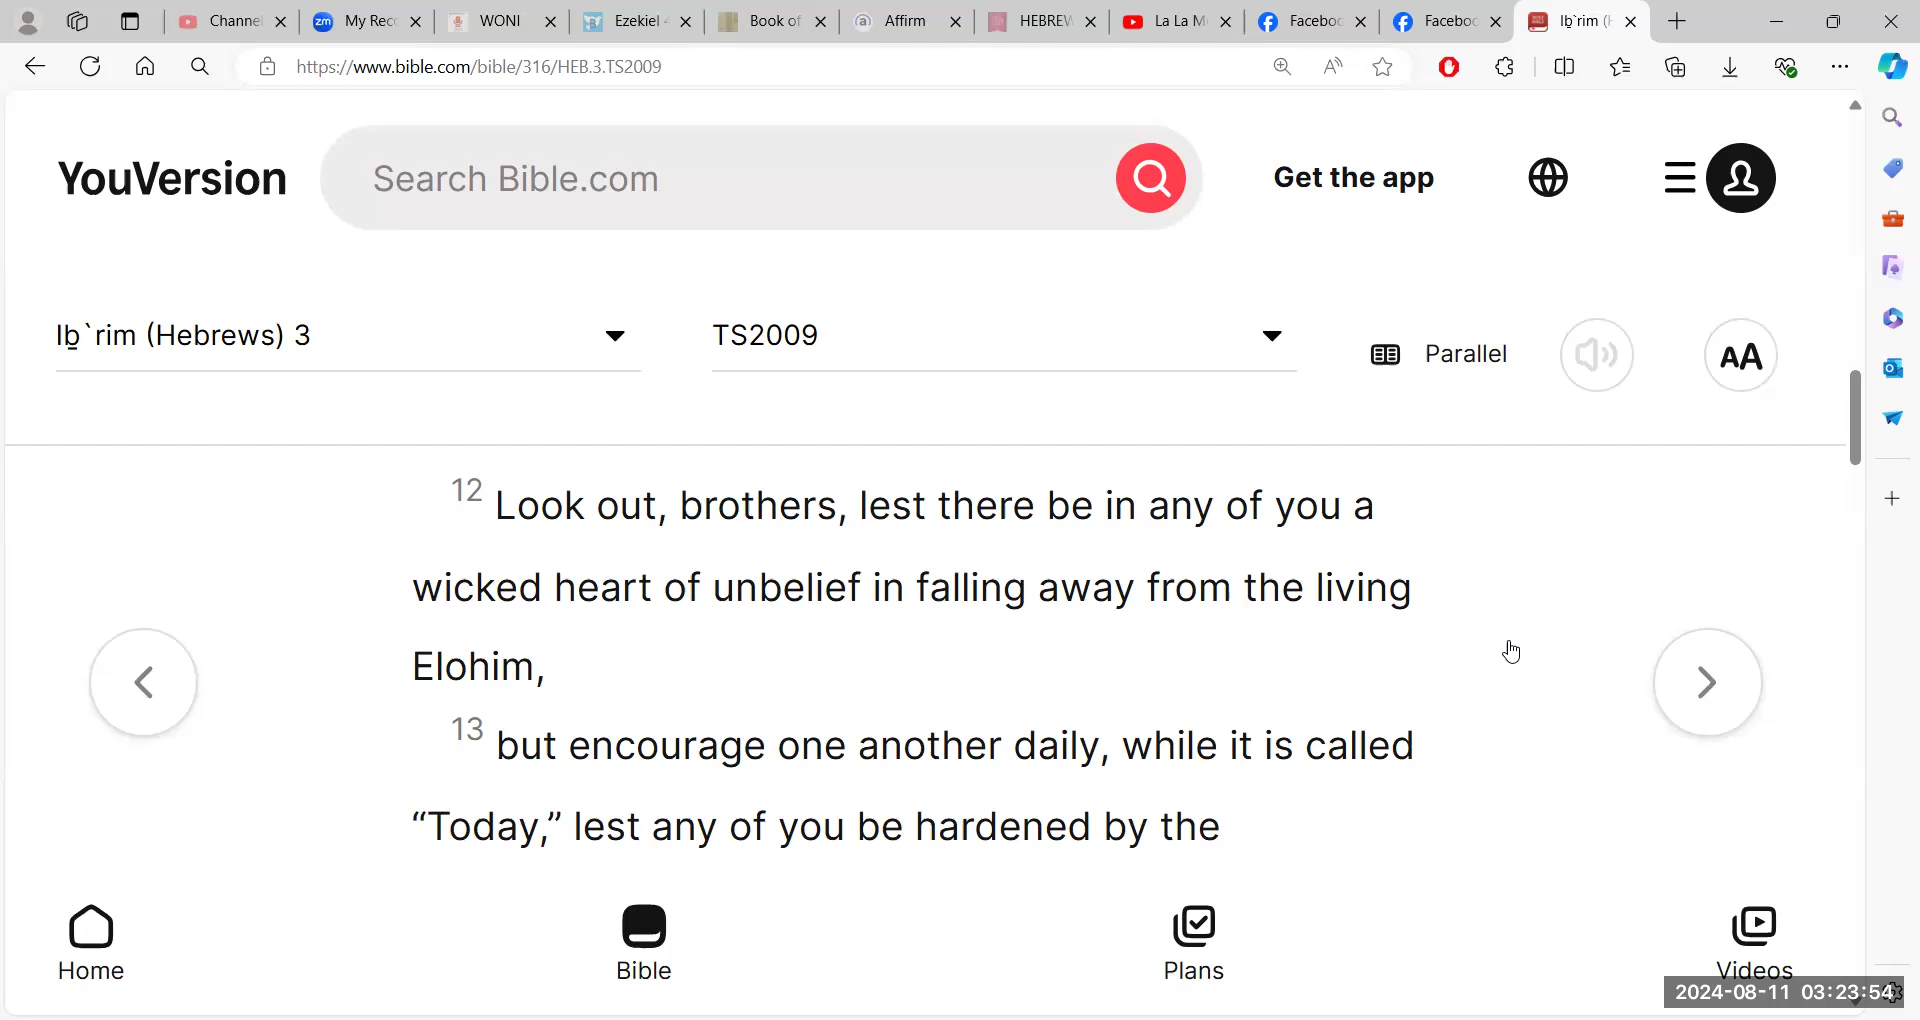 Channel
My Rec
WONI
Ezekiel 4
Book of
Affirm
HEBREW
La La M
Faceboo
Faceboo
Iḇ`rim (H
https://www.bible.com/bible/316/HEB.3.TS2009
YouVersion
Search Bible.com
Get the app
Iḇ`rim (Hebrews) 3
TS2009
Parallel
AA
12 Look out, brothers, lest there be in any of you a
wicked heart of unbelief in falling away from the living
Elohim,
13 but encourage one another daily, while it is called
“Today,” lest any of you be hardened by the
Home
Bible
Plans
Videos
2024-08-11 03:23:54